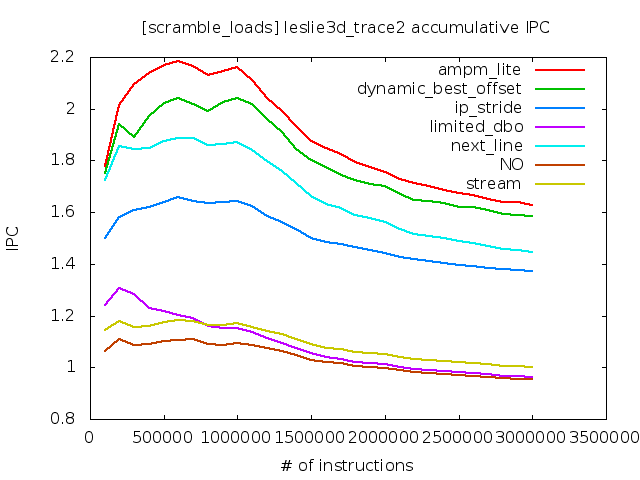 [scramble_loads] leslie3d_trace2 accumulative IPC
2.2
2
1.8
1.6
1.4
1.2
1
0.8
IPC
ampm_lite
dynamic_best_offset
ip_stride
limited_dbo
next_line
NO
stream
0 500000 1000000 1500000 2000000 2500000 3000000 3500000
# of instructions